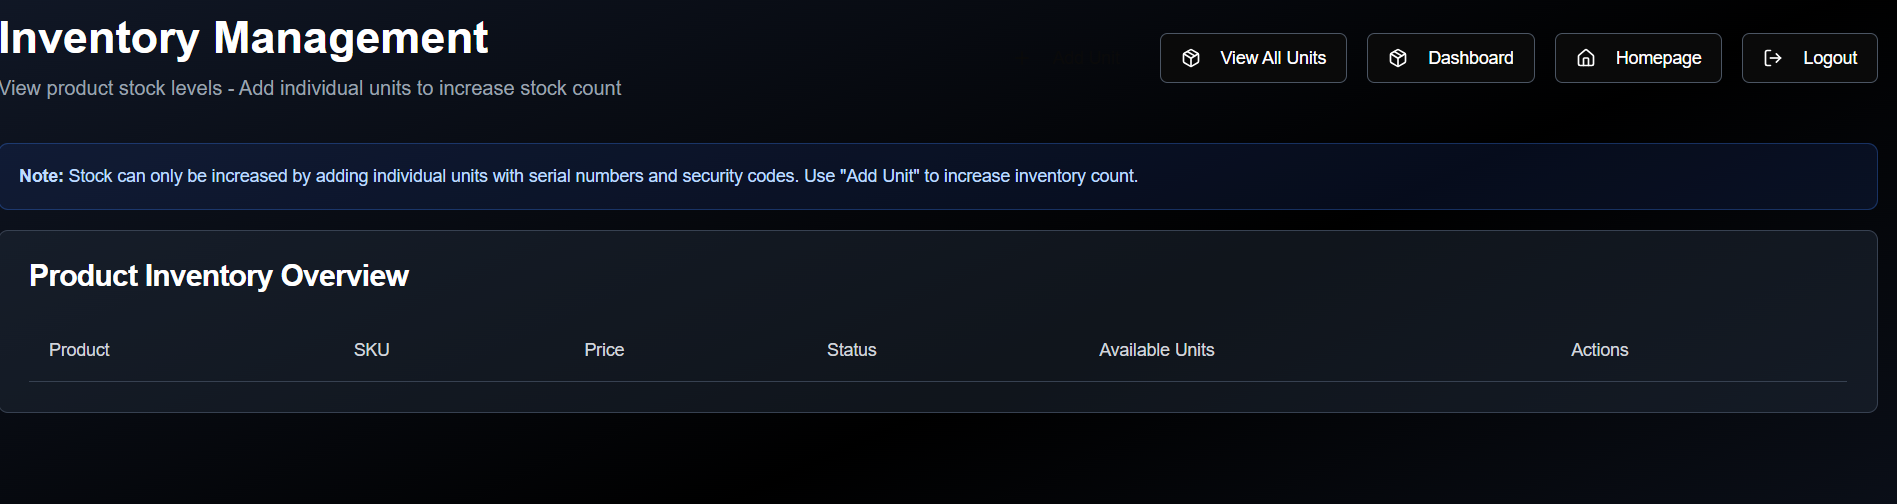 Inventory Management
View product stock levels - Add individual units to increase stock count
View All Units
Dashboard
Homepage
Logout
Note: Stock can only be increased by adding individual units with serial numbers and security codes. Use "Add Unit" to increase inventory count.
Product Inventory Overview
Product SKU Price Status Available Units Actions